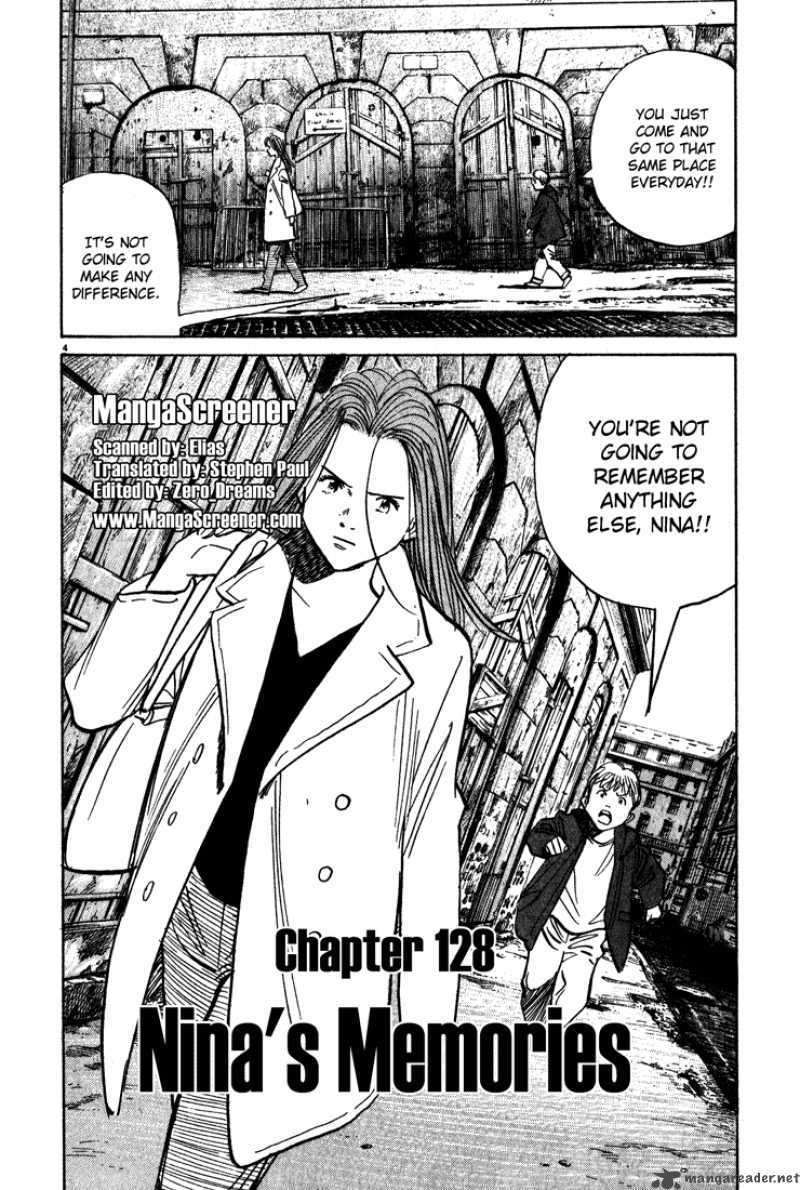 YOU JUST
COME AND
GO TO THAT
SAME PLACE
EVERYDAY!!
IT'S NOT
GOING TO
MAKE ANY
DIFFERENCE.
4
MangaScreener
Scanned by: Elias
Translated by: Stephen Paul
Edited by: Zero_Dreams
www.MangaScreener.com
YOU'RE NOT
GOING TO
REMEMBER
ANYTHING
ELSE, NINA!!
Chapter 128
Nina's Memories
mangareader.net